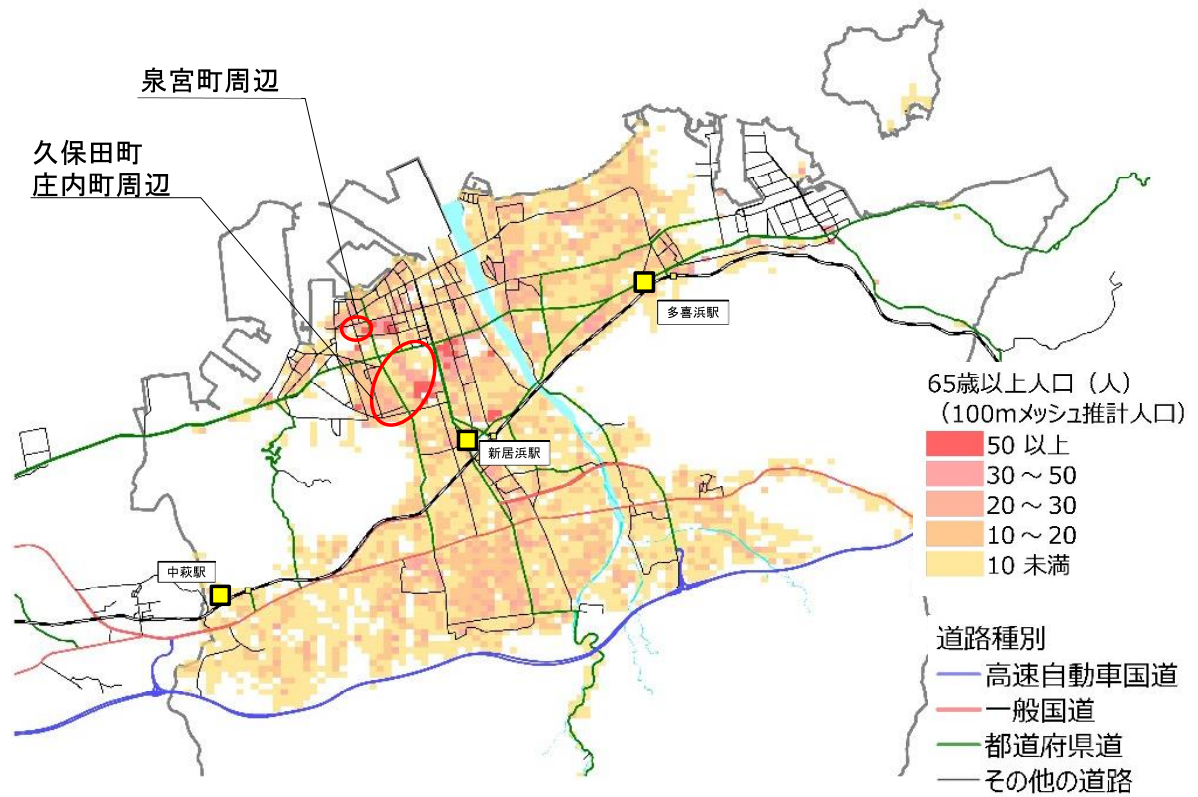 泉宮町周辺
久保田町
庄内町周辺
多喜浜駅
新居浜駅
中萩駅
65歳以上人口（人）
（100mメッシュ推計人口）
50 以上
30～50
20～30
10～20
10 未満
道路種別
高速自動車国道
一般国道
都道府県道
その他の道路